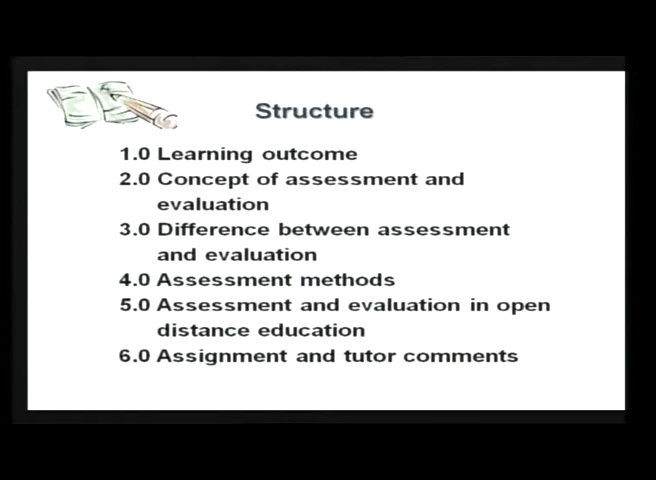 Structure
1.0 Learning outcome
2.0 Concept of assessment and
evaluation
3.0 Difference between assessment
and evaluation
4.0 Assessment methods
5.0 Assessment and evaluation in open
distance education
6.0 Assignment and tutor comments